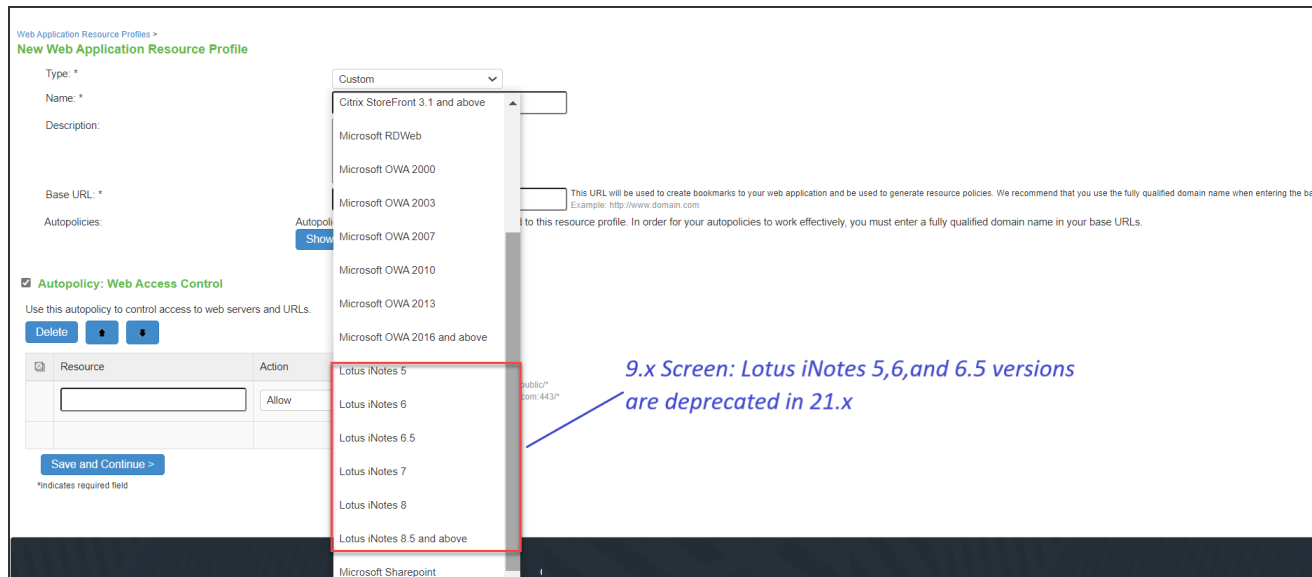 Web Application Resource Profiles >
New Web Application Resource Profile
Type: *
Custom
Name: *
Citrix StoreFront 3.1 and above
Description:
Microsoft RDWeb
Microsoft OWA 2000
Base URL: *
Microsoft OWA 2003
This URL will be used to create bookmarks to your web application and be used to generate resource policies. We recommend that you use the fully qualified domain name when entering the ba
Example: http://www.domain.com
Autopolicies:
Autopoli
d to this resource profile. In order for your autopolicies to work effectively, you must enter a fully qualified domain name in your base URLs.
Show
Microsoft OWA 2007
Microsoft OWA 2010
Autopolicy: Web Access Control
Microsoft OWA 2013
Use this autopolicy to control access to web servers and URLs.
Delete
Microsoft OWA 2016 and above
Resource
Action
Lotus iNotes 5
public/*
com:443/*
Allow
Lotus iNotes 6
9.x Screen: Lotus iNotes 5,6,and 6.5 versions
are deprecated in 21.x
Lotus iNotes 6.5
Save and Continue >
Lotus iNotes 7
*indicates required field
Lotus iNotes 8
Lotus iNotes 8.5 and above
Microsoft Sharepoint